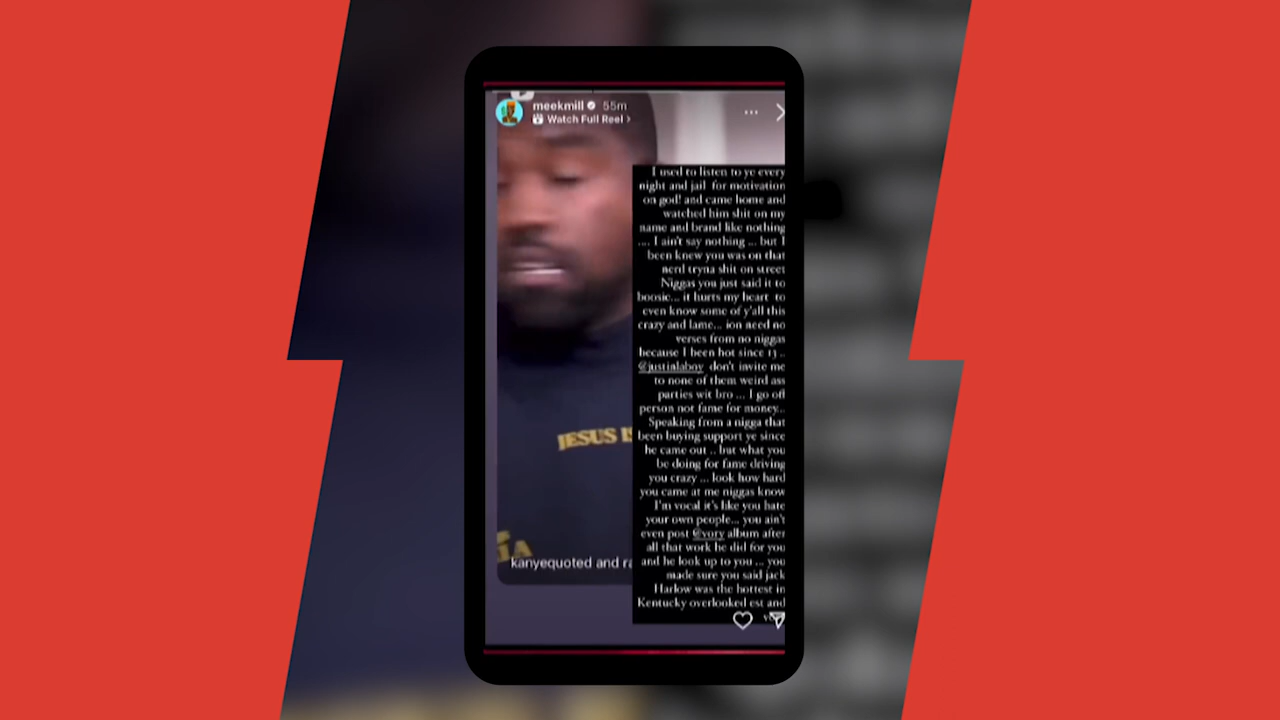 meekmill 55m
Watch Full Reel
I used to listen to ye every
night and jail for motivation
on god! and came home and
watched him shit on my
name and brand like nothing
.... I ain't say nothing ... but I
been knew you was on that
nerd tryna shit on street
Niggas you just said it to
boosie... it hurts my heart to
even know some of y'all this
crazy and lame... ion need no
verses from no niggas
because I been hot since 13 ..
@justinlaboy don't invite me
to none of them weird ass
parties wit bro ... I go off
person not fame for money...
Speaking from a nigga that
been buying support ye since
he came out .. but what you
be doing for fame driving
you crazy ... look how hard
you came at me niggas know
I'm vocal it's like you hate
your own people... you ain't
even post @vory album after
all that work he did for you
and he look up to you ... you
made sure you said jack
Harlow was the hottest in
Kentucky overlooked est and
JESUS IS
kanyequoted and ra